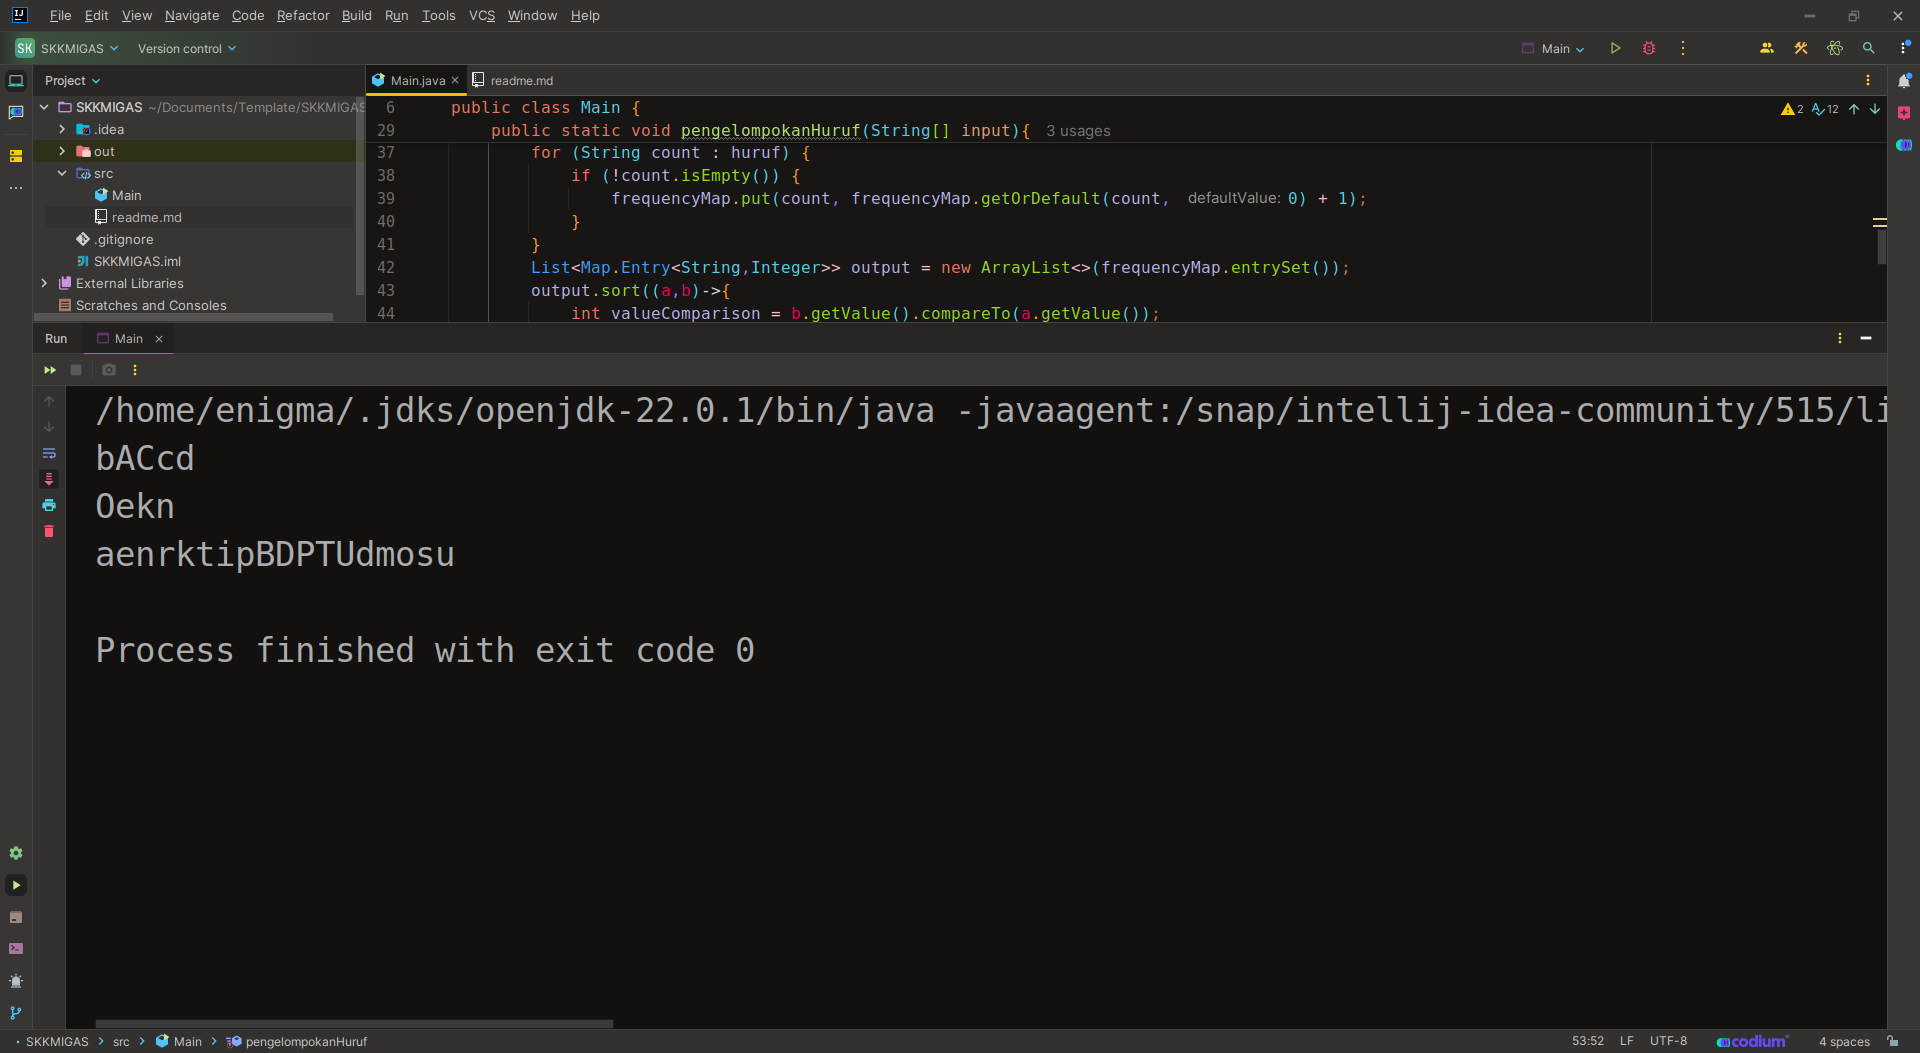 File Edit View Navigate Code Refactor Build Run Tools VCS Window Help
SK SKKMIGAS Version control Main
Project
Main.java readme.md
SKKMIGAS ~/Documents/Template/SKKMIGAS
.idea
out
src
Main
readme.md
.gitignore
SKKMIGAS.iml
External Libraries
Scratches and Consoles
6 public class Main {
2 12
29 public static void pengelompokanHuruf(String[] input){ 3 usages
37 for (String count : huruf) {
38 if (!count.isEmpty()) {
39 frequencyMap.put(count, frequencyMap.getOrDefault(count, defaultValue: 0) + 1);
40 }
41 }
42 List<Map.Entry<String,Integer>> output = new ArrayList<>(frequencyMap.entrySet());
43 output.sort((a,b)->{
44 int valueComparison = b.getValue().compareTo(a.getValue());
Run Main
/home/enigma/.jdks/openjdk-22.0.1/bin/java -javaagent:/snap/intellij-idea-community/515/li
bACcd
Oekn
aenrktipBDPTUdmosu
Process finished with exit code 0
SKKMIGAS src Main pengelompokanHuruf 53:52 LF UTF-8 codium 4 spaces